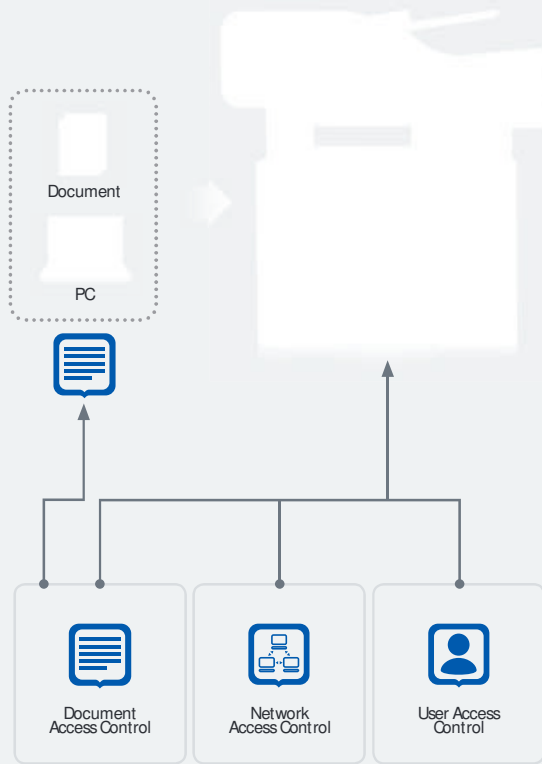 Document
PC
Document
Access Control
Network
Access Control
User Access
Control